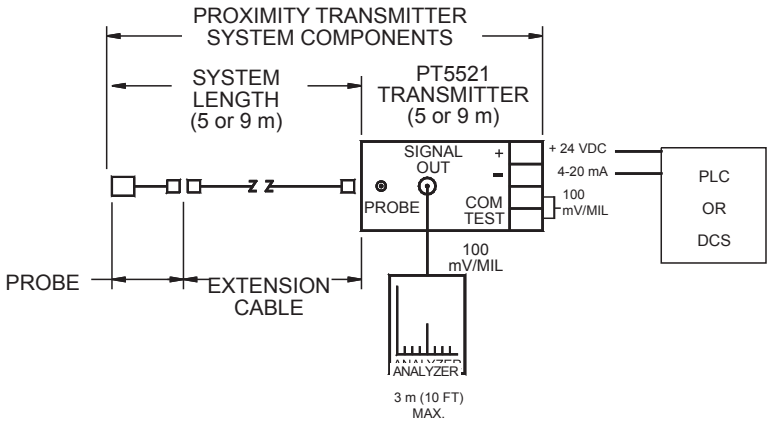 PROXIMITY TRANSMITTER
SYSTEM COMPONENTS
SYSTEM
LENGTH
(5 or 9 m)
PT5521
TRANSMITTER
(5 or 9 m)
SIGNAL
OUT
+
-
PROBE
COM
TEST
+ 24 VDC
4-20 mA
100
mV/MIL
PLC
OR
DCS
Z Z
PROBE
EXTENSION
CABLE
100
mV/MIL
ANALYZER
ANALYZER
3 m (10 FT)
MAX.